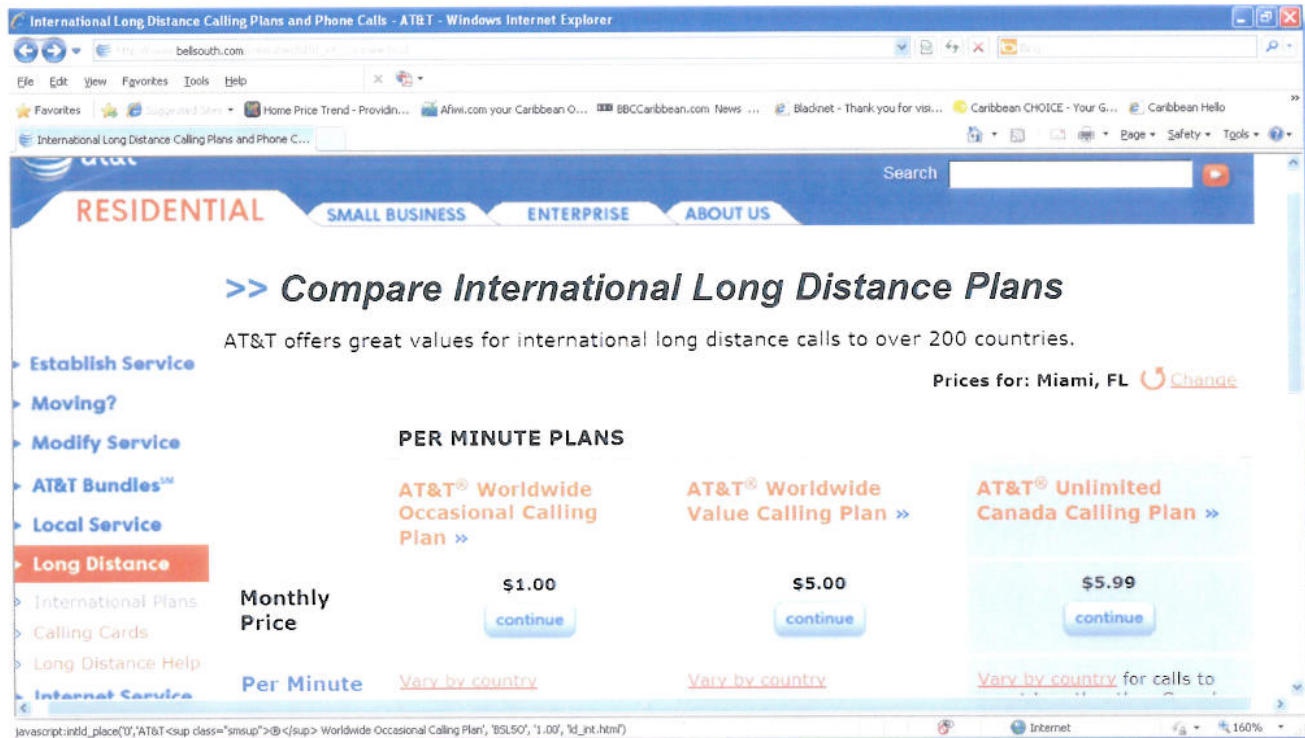 International Long Distance Calling Plans and Phone Calls - AT&T - Windows Internet Explorer
bellsouth.com
File Edit View Favorites Tools Help
Favorites Suggested Sites Home Price Trend - Providin... Afiwi.com your Caribbean O... BBCCaribbean.com News ... Blacknet - Thank you for visi... Caribbean CHOICE - Your G... Caribbean Hello »
International Long Distance Calling Plans and Phone C... Page Safety Tools
at&t
Search
RESIDENTIAL SMALL BUSINESS ENTERPRISE ABOUT US
>> Compare International Long Distance Plans
AT&T offers great values for international long distance calls to over 200 countries.
Prices for: Miami, FL Change
Establish Service
Moving?
Modify Service
AT&T Bundles℠
Local Service
Long Distance
International Plans
Calling Cards
Long Distance Help
Internet Service
PER MINUTE PLANS
AT&T® Worldwide
Occasional Calling
Plan »
AT&T® Worldwide
Value Calling Plan »
AT&T® Unlimited
Canada Calling Plan »
Monthly
Price
$1.00
continue
$5.00
continue
$5.99
continue
Per Minute
Vary by country
Vary by country
Vary by country for calls to
javascript:intld_place('0','AT&T<sup class="smsup">®</sup> Worldwide Occasional Calling Plan', 'BSL50', '1.00', 'ld_int.html') Internet 160%